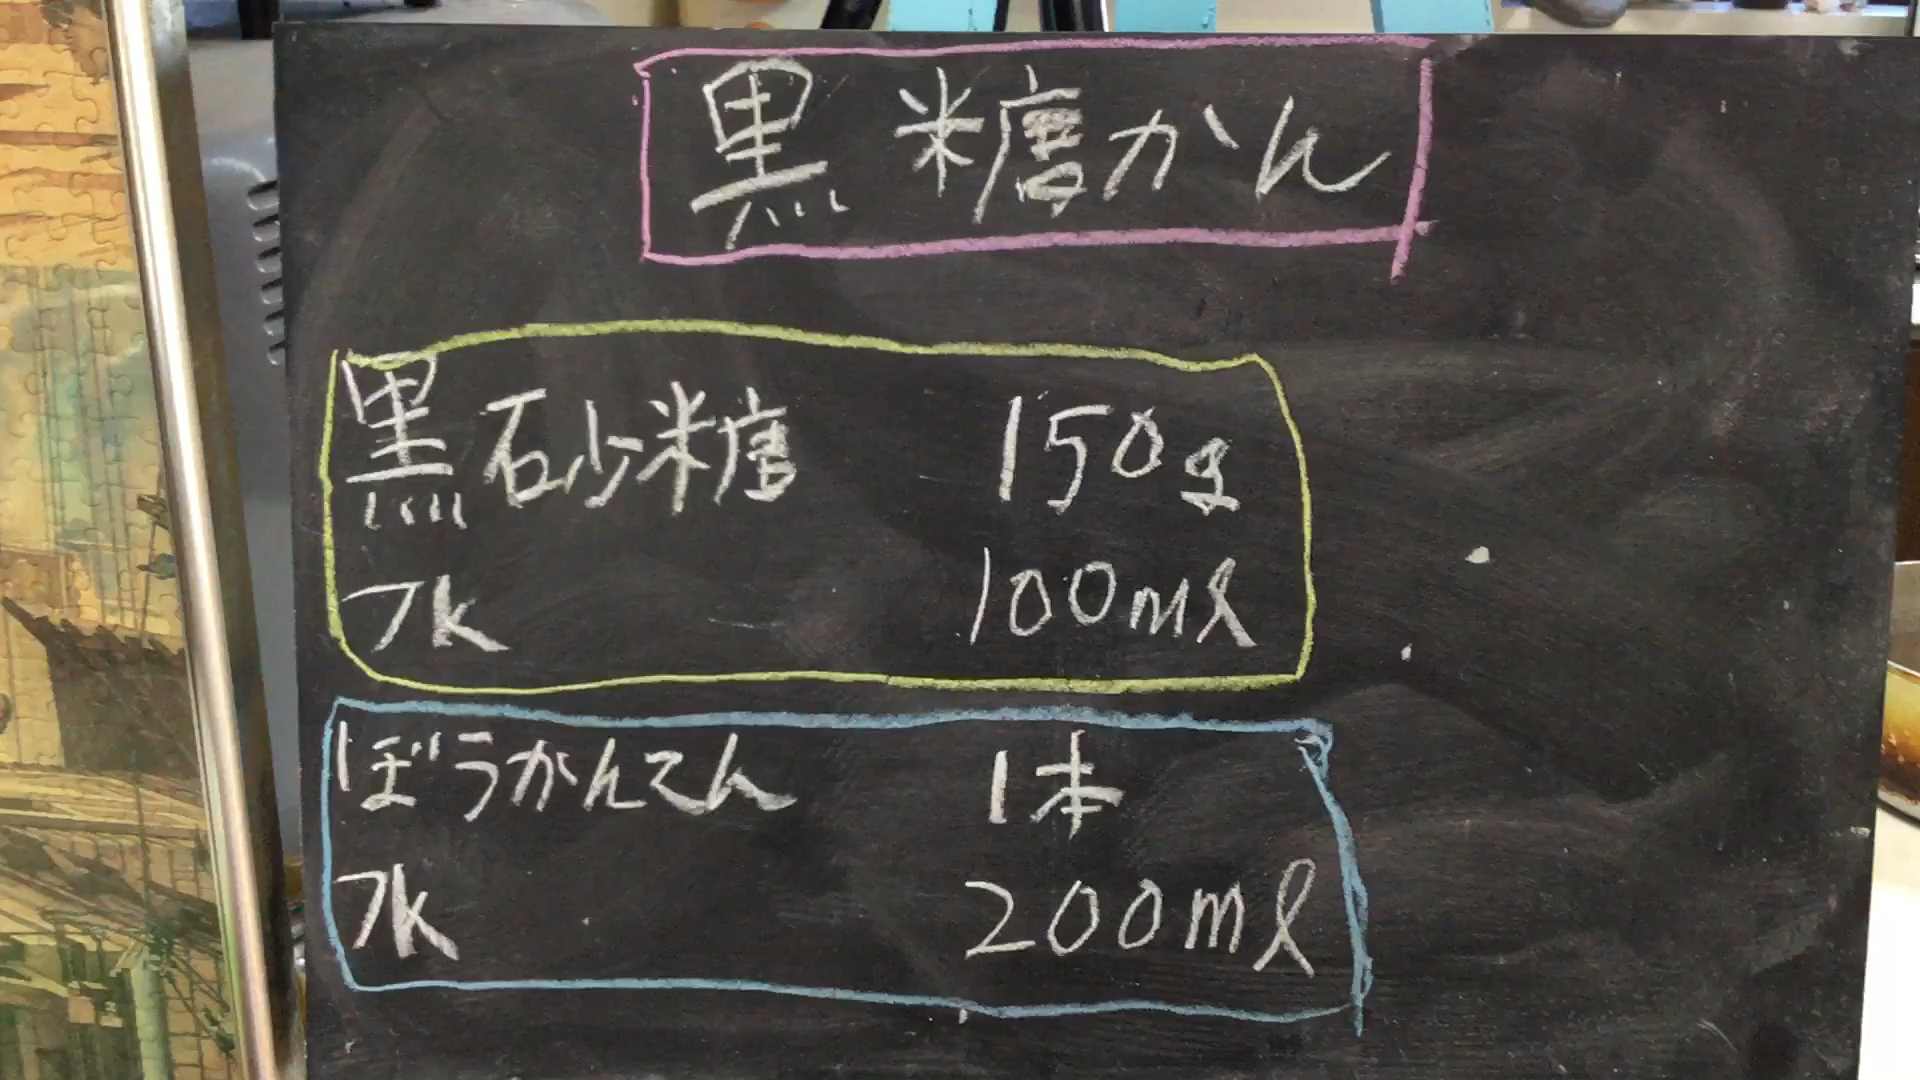 黒糖かん
黒砂糖 150g
水 100ml
ぼうかんてん 1本
水 200ml